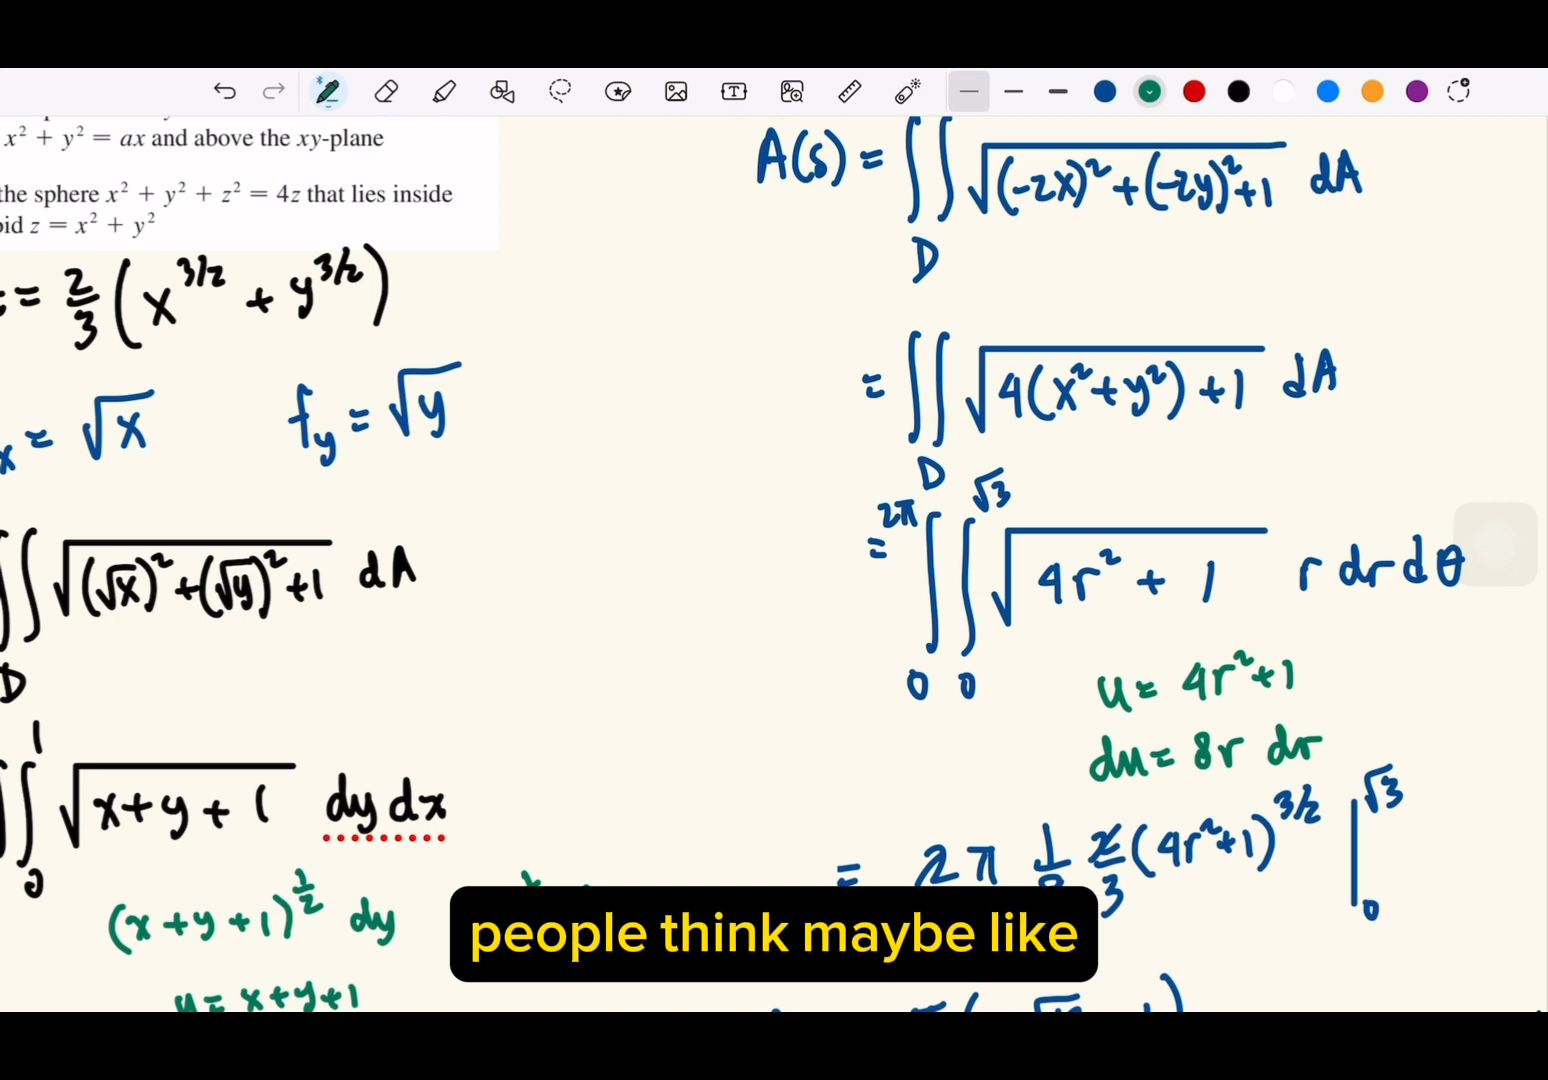 x² + y² = ax and above the xy-plane
the sphere x² + y² + z² = 4z that lies inside
oid z = x² + y²
= 2/3 (x^3/2 + y^3/2)
x = √x   f_y = √y
∬ √((√x)² + (√y)² + 1) dA
D
1
∫ √(x + y + 1) dy dx
0
(x + y + 1)^1/2 dy
u = x + y + 1
A(S) = ∬ √((-2x)² + (-2y)² + 1) dA
D
= ∬ √(4(x² + y²) + 1) dA
D
2π √3
= ∫ ∫ √(4r² + 1) r dr dθ
0 0
u = 4r² + 1
du = 8r dr
= 2π 1/8 2/3 (4r² + 1)^3/2 | √3
0
people think maybe like